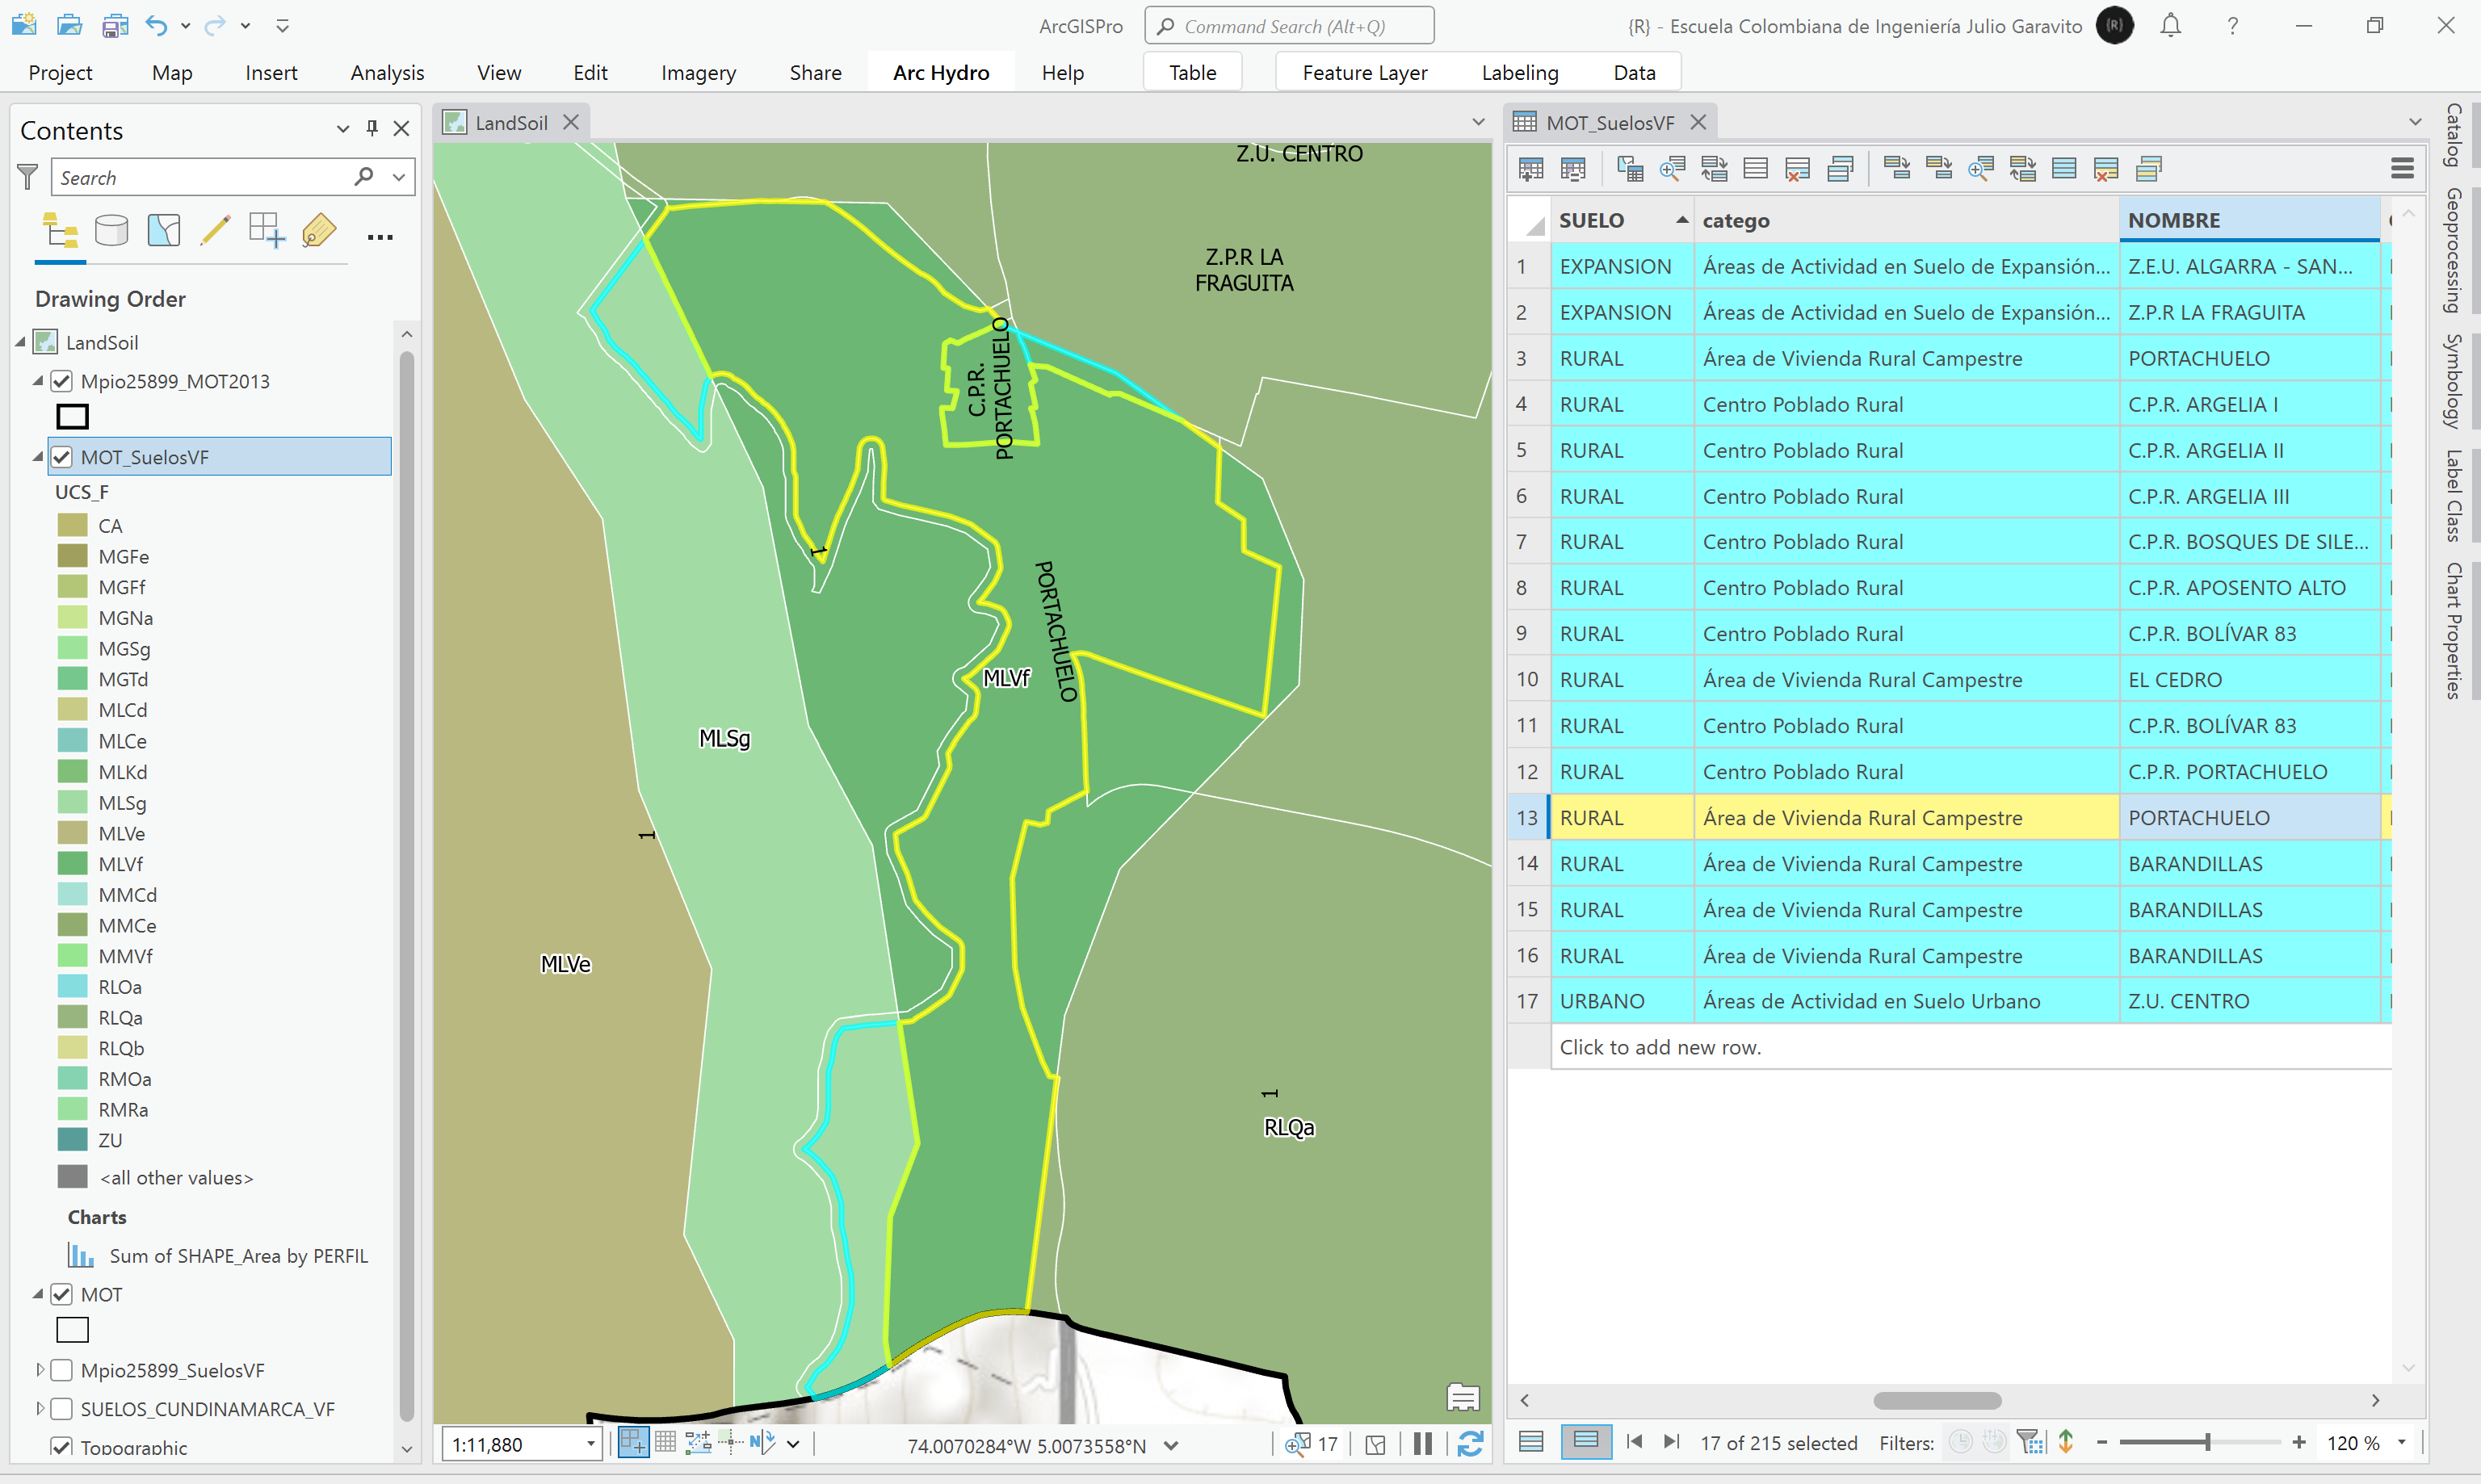 ArcGISPro
Command Search (Alt+Q)
{R} - Escuela Colombiana de Ingeniería Julio Garavito
{R}
?
Project Map Insert Analysis View Edit Imagery Share Arc Hydro Help Table Feature Layer Labeling Data
Contents
Search
Drawing Order
LandSoil
Mpio25899_MOT2013
MOT_SuelosVF
UCS_F
CA
MGFe
MGFf
MGNa
MGSg
MGTd
MLCd
MLCe
MLKd
MLSg
MLVe
MLVf
MMCd
MMCe
MMVf
RLOa
RLQa
RLQb
RMOa
RMRa
ZU
<all other values>
Charts
Sum of SHAPE_Area by PERFIL
MOT
Mpio25899_SuelosVF
SUELOS_CUNDINAMARCA_VF
Topographic
LandSoil
Z.U. CENTRO
Z.P.R LA
FRAGUITA
C.P.R.
PORTACHUELO
1
PORTACHUELO
MLVf
MLSg
1
MLVe
1
RLQa
1:11,880
74.0070284°W 5.0073558°N
17
MOT_SuelosVF
SUELO catego NOMBRE
1 EXPANSION Áreas de Actividad en Suelo de Expansión... Z.E.U. ALGARRA - SAN...
2 EXPANSION Áreas de Actividad en Suelo de Expansión... Z.P.R LA FRAGUITA
3 RURAL Área de Vivienda Rural Campestre PORTACHUELO
4 RURAL Centro Poblado Rural C.P.R. ARGELIA I
5 RURAL Centro Poblado Rural C.P.R. ARGELIA II
6 RURAL Centro Poblado Rural C.P.R. ARGELIA III
7 RURAL Centro Poblado Rural C.P.R. BOSQUES DE SILE...
8 RURAL Centro Poblado Rural C.P.R. APOSENTO ALTO
9 RURAL Centro Poblado Rural C.P.R. BOLÍVAR 83
10 RURAL Área de Vivienda Rural Campestre EL CEDRO
11 RURAL Centro Poblado Rural C.P.R. BOLÍVAR 83
12 RURAL Centro Poblado Rural C.P.R. PORTACHUELO
13 RURAL Área de Vivienda Rural Campestre PORTACHUELO
14 RURAL Área de Vivienda Rural Campestre BARANDILLAS
15 RURAL Área de Vivienda Rural Campestre BARANDILLAS
16 RURAL Área de Vivienda Rural Campestre BARANDILLAS
17 URBANO Áreas de Actividad en Suelo Urbano Z.U. CENTRO
Click to add new row.
17 of 215 selected
Filters:
120 %
Catalog
Geoprocessing
Symbology
Label Class
Chart Properties